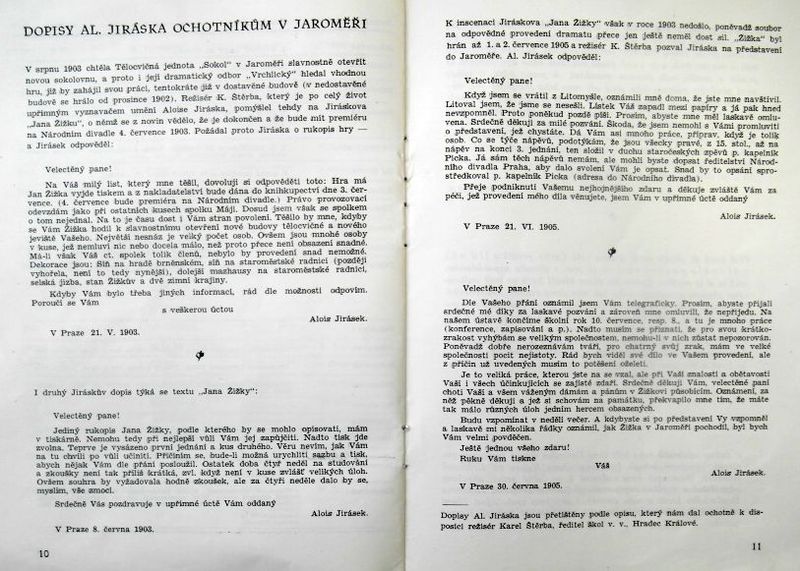 DOPISY AL. JIRÁSKA OCHOTNÍKŮM V JAROMĚŘI
V srpnu 1903 chtěla Tělocvičná jednota „Sokol" v Jaroměři slavnostně otevřít
novou sokolovnu, a proto i její dramatický odbor „Vrchlický" hledal vhodnou
hru, jíž by zahájil svou práci, tentokráte již v dostavěné budově (v nedostavěné
budově se hrálo od prosince 1902). Režisér K. Štěrba, který je po celý život
upřímným vyznavačem umění Aloise Jiráska, pomýšlel tehdy na Jiráskova
„Jana Žižku", o němž se z novin vědělo, že je dokončen a že bude mít premiéru
na Národním divadle 4. července 1903. Požádal proto Jiráska o rukopis hry —
a Jirásek odpověděl:
Velectěný pane!
Na Váš milý list, který mne těšil, dovoluji si odpověděti toto: Hra má
Jan Žižka vyjde tiskem a z nakladatelství bude dána do knihkupectví dne 3. čer-
vence. (4. července bude premiéra na Národním divadle.) Právo provozovací
odevzdám jako při ostatních kusech spolku Máji. Dosud jsem však se spolkem
o tom nejednal. Na to je času dost i Vám stran povolení. Těšilo by mne, kdyby
se Vám Žižka hodil k slavnostnímu otevření nové budovy tělocvičné a nového
jeviště Vašeho. Největší nesnáz je velký počet osob. Ovšem jsou mnohé osoby
v kuse, jež nemluví nic nebo docela málo, než proto přece není obsazení snadné.
Má-li však Váš ct. spolek tolik členů, nebylo by provedení snad nemožné.
Dekorace jsou: Síň na hradě brněnském, síň na staroměstské radnici (později
vyhořela, není to tedy nynější), dolejší mazhausy na staroměstské radnici,
selská jizba, stan Žižkův a dvě zimní krajiny.
Kdyby Vám bylo třeba jiných informací, rád dle možnosti odpovím.
Poroučí se Vám
s veškerou úctou
Alois Jirásek.
V Praze 21. V. 1903.
I druhý Jiráskův dopis týká se textu „Jana Žižky":
Velectěný pane!
Jediný rukopis Jana Žižky, podle kterého by se mohlo opisovati, mám
v tiskárně. Nemohu tedy při nejlepší vůli Vám jej zapůjčiti. Nadto tisk jde
zvolna. Teprve je vysázeno první jednání a kus druhého. Věru nevím, jak Vám
na tu chvíli po vůli učiniti. Přičiním se, bude-li možná urychliti sazbu a tisk,
abych nějak Vám dle přání posloužil. Ostatek doba čtyř neděl na studování
a zkoušky není tak příliš krátká, zvl. když není v kuse zvlášť velikých úloh.
Ovšem souhra by vyžadovala hodně zkoušek, ale za čtyři neděle dalo by se,
myslím, vše zmoci.
Srdečně Vás pozdravuje v upřímné úctě Vám oddaný
Alois Jirásek.
V Praze 8. června 1903.
10
K inscenaci Jiráskova „Jana Žižky" však v roce 1903 nedošlo, poněvadž soubor
na odpovědné provedení dramatu přece jen ještě neměl dost sil. „Žižka" byl
hrán až 1. a 2. července 1905 a režisér K. Štěrba pozval Jiráska na představení
do Jaroměře. Al. Jirásek odpověděl:
Velectěný pane!
Když jsem se vrátil z Litomyšle, oznámili mně doma, že jste mne navštívil.
Litoval jsem, že jsme se nesešli. Lístek Váš zapadl mezi papíry a já pak hned
nevzpomněl. Proto poněkud pozdě píši. Prosím, abyste mně měl laskavě omlu-
vena. Srdečně děkuji za milé pozvání. Škoda, že jsem nemohl s Vámi promluviti
o představení, jež chystáte. Dá Vám asi mnoho práce, příprav, když je tolik
osob. Co se týče nápěvů, podotýkám, že jsou všecky pravé, z 15. stol., až na
nápěv na konci 3. jednání, ten složil v duchu staročeských zpěvů p. kapelník
Picka. Já sám těch nápěvů nemám, ale mohli byste dopsat ředitelství Národního
divadla Praha, aby dalo svolení Vám je opsat. Snad by to opsání spro-
středkoval p. kapelník Picka (adresa do Národního divadla).
Přeje podniknutí Vašemu nejhojnějšího zdaru a děkuje zvláště Vám za
péči, jež provedení mého díla věnujete, jsem Vám v upřímné úctě oddaný
Alois Jirásek.
V Praze 21. VI. 1905.
Velectěný pane!
Dle Vašeho přání oznámil jsem Vám telegraficky. Prosím, abyste přijali
srdečné mé díky za laskavé pozvání a zároveň mne omluvili, že nepřijedu. Na
našem ústavě končíme školní rok 10. července, resp. 8., a tu je mnoho práce
(konference, zapisování a p.). Nadto musím se přiznati, že pro svou krátko-
zrakost vyhýbám se velikým společnostem, nemohu-li v nich zůstat nepozorován.
Poněvadž dobře nerozeznávám tváří, pro chatrný svůj zrak, mám ve velké
společnosti pocit nejistoty. Rád bych viděl své dílo ve Vašem provedení, ale
z příčin už uvedených musím to potěšení oželeti.
Je to veliká práce, kterou jste na se vzal, ale při Vaší znalosti a obětavosti
Vaší i všech účinkujících se zajisté zdaří. Srdečně děkuji Vám, velectěné paní
choti Vaší a všem váženým dámám a pánům v Žižkovi působícím. Oznámení, za
něž pěkně děkuji a jež si schovám na památku, překvapilo mne tím, že máte
tak málo různých úloh jedním hercem obsazených.
Budu vzpomínat v neděli večer. A kdybyste si po představení Vy vzpomněl
a laskavě mi několika řádky oznámil, jak Žižka v Jaroměři pochodil, byl bych
Vám velmi povděčen.
Ještě jednou všeho zdaru!
Ruku Vám tiskne
Váš
Alois Jirásek.
V Praze 30. června 1905.
Dopisy Al. Jiráska jsou přetištěny podle opisu, který nám dal ochotně k dis-
posici režisér Karel Štěrba, ředitel škol v. v., Hradec Králové.
11